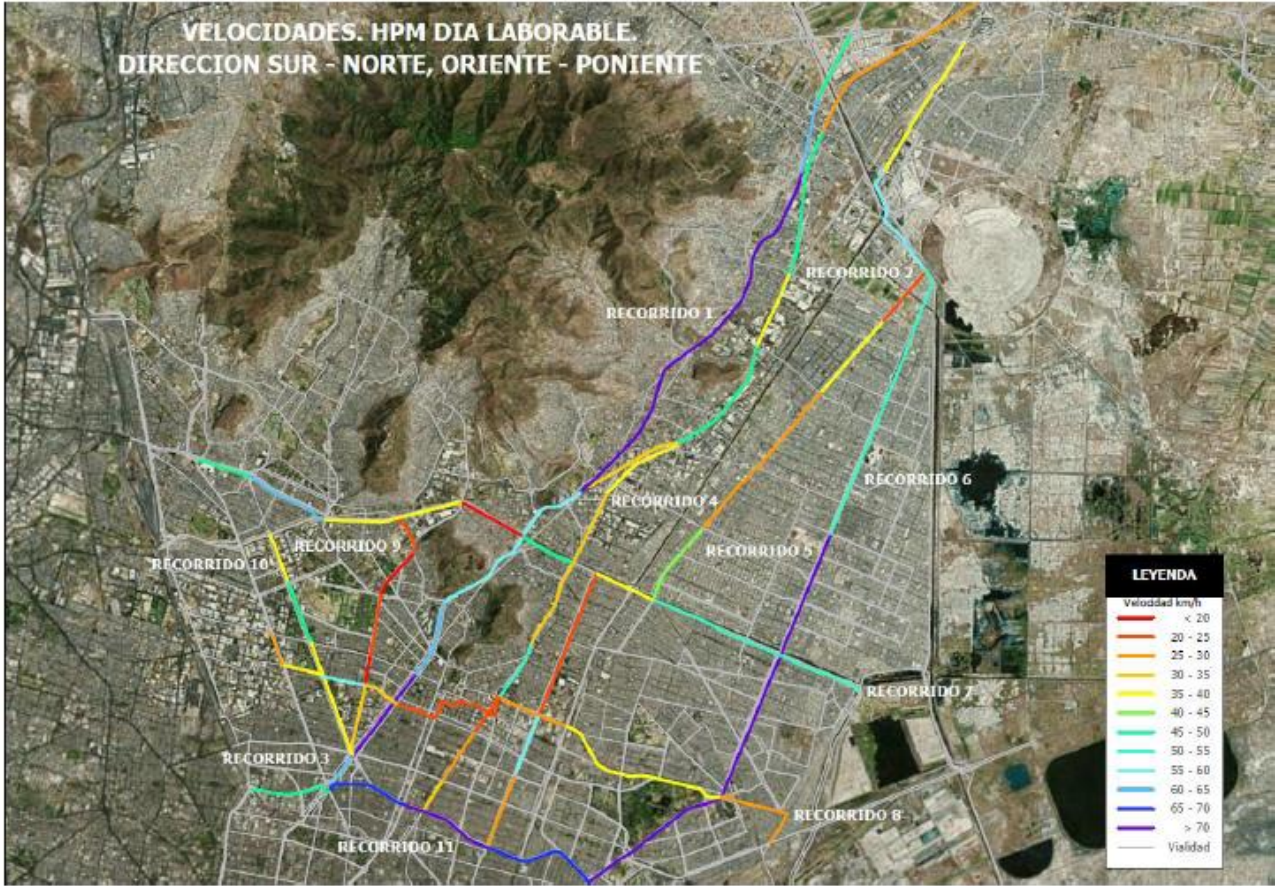 VELOCIDADES. HPM DIA LABORABLE.
DIRECCION SUR - NORTE, ORIENTE - PONIENTE
RECORRIDO 2
RECORRIDO 1
RECORRIDO 6
RECORRIDO 4
RECORRIDO 9
RECORRIDO 5
RECORRIDO 10
RECORRIDO 7
RECORRIDO 3
RECORRIDO 8
RECORRIDO 11
LEYENDA
Velocidad km/h
< 20
20 - 25
25 - 30
30 - 35
35 - 40
40 - 45
45 - 50
50 - 55
55 - 60
60 - 65
65 - 70
> 70
Vialidad